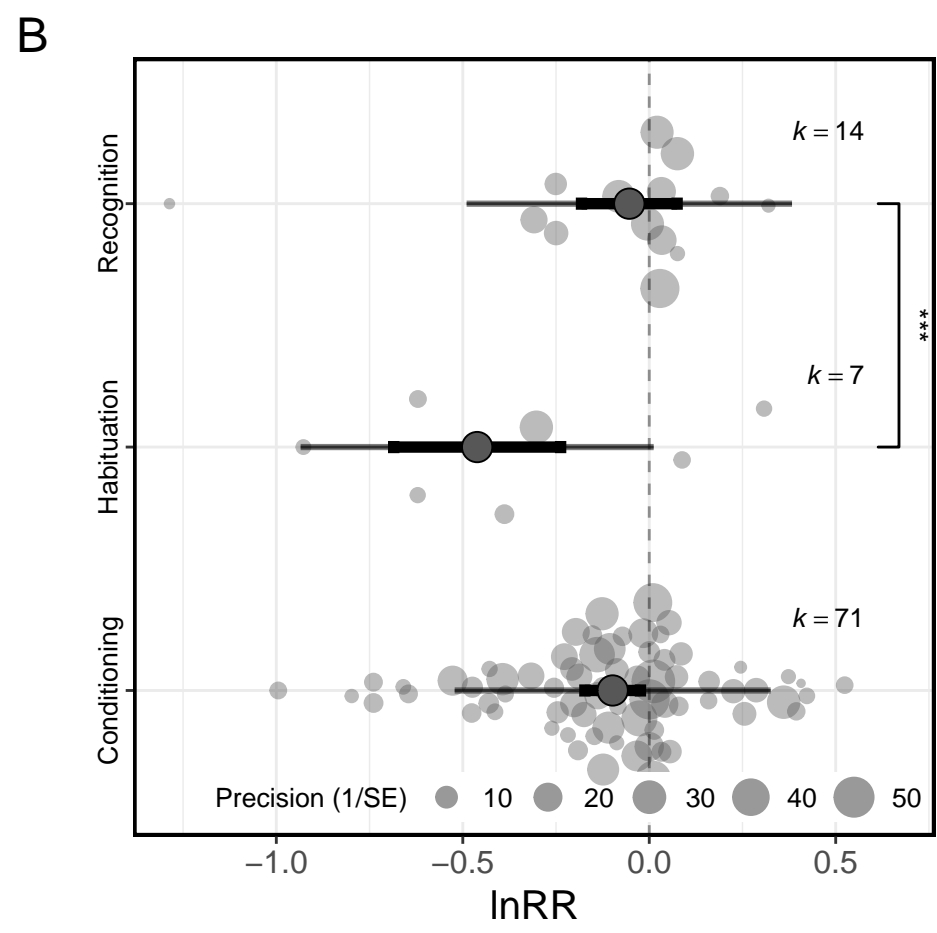 B
Recognition
k = 14
***
Habituation
k = 7
Conditioning
k = 71
Precision (1/SE) 10 20 30 40 50
−1.0 −0.5 0.0 0.5
lnRR